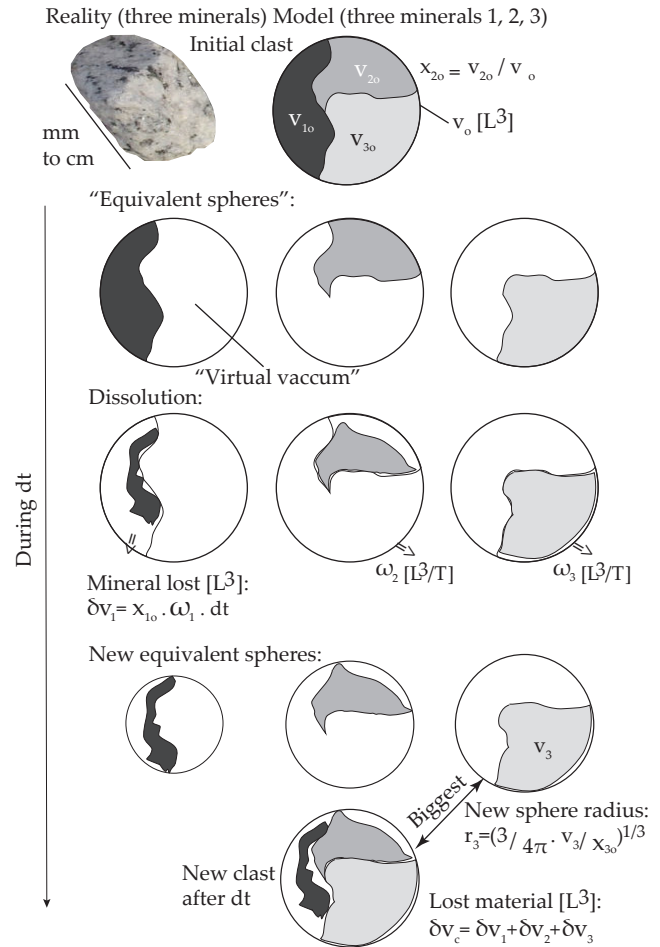 Reality (three minerals) Model (three minerals 1, 2, 3)
Initial clast
mm
to cm
v₁ₒ
v₂ₒ
v₃ₒ
x₂ₒ = v₂ₒ / vₒ
vₒ [L³]
“Equivalent spheres”:
“Virtual vaccum”
Dissolution:
During dt
ω₂ [L³/T]
ω₃ [L³/T]
Mineral lost [L³]:
δv₁= x₁ₒ . ω₁ . dt
New equivalent spheres:
v₃
Biggest
New sphere radius:
r₃=(3/ 4π · v₃/ x₃ₒ)^1/3
New clast
after dt
Lost material [L³]:
δv꜀= δv₁+δv₂+δv₃